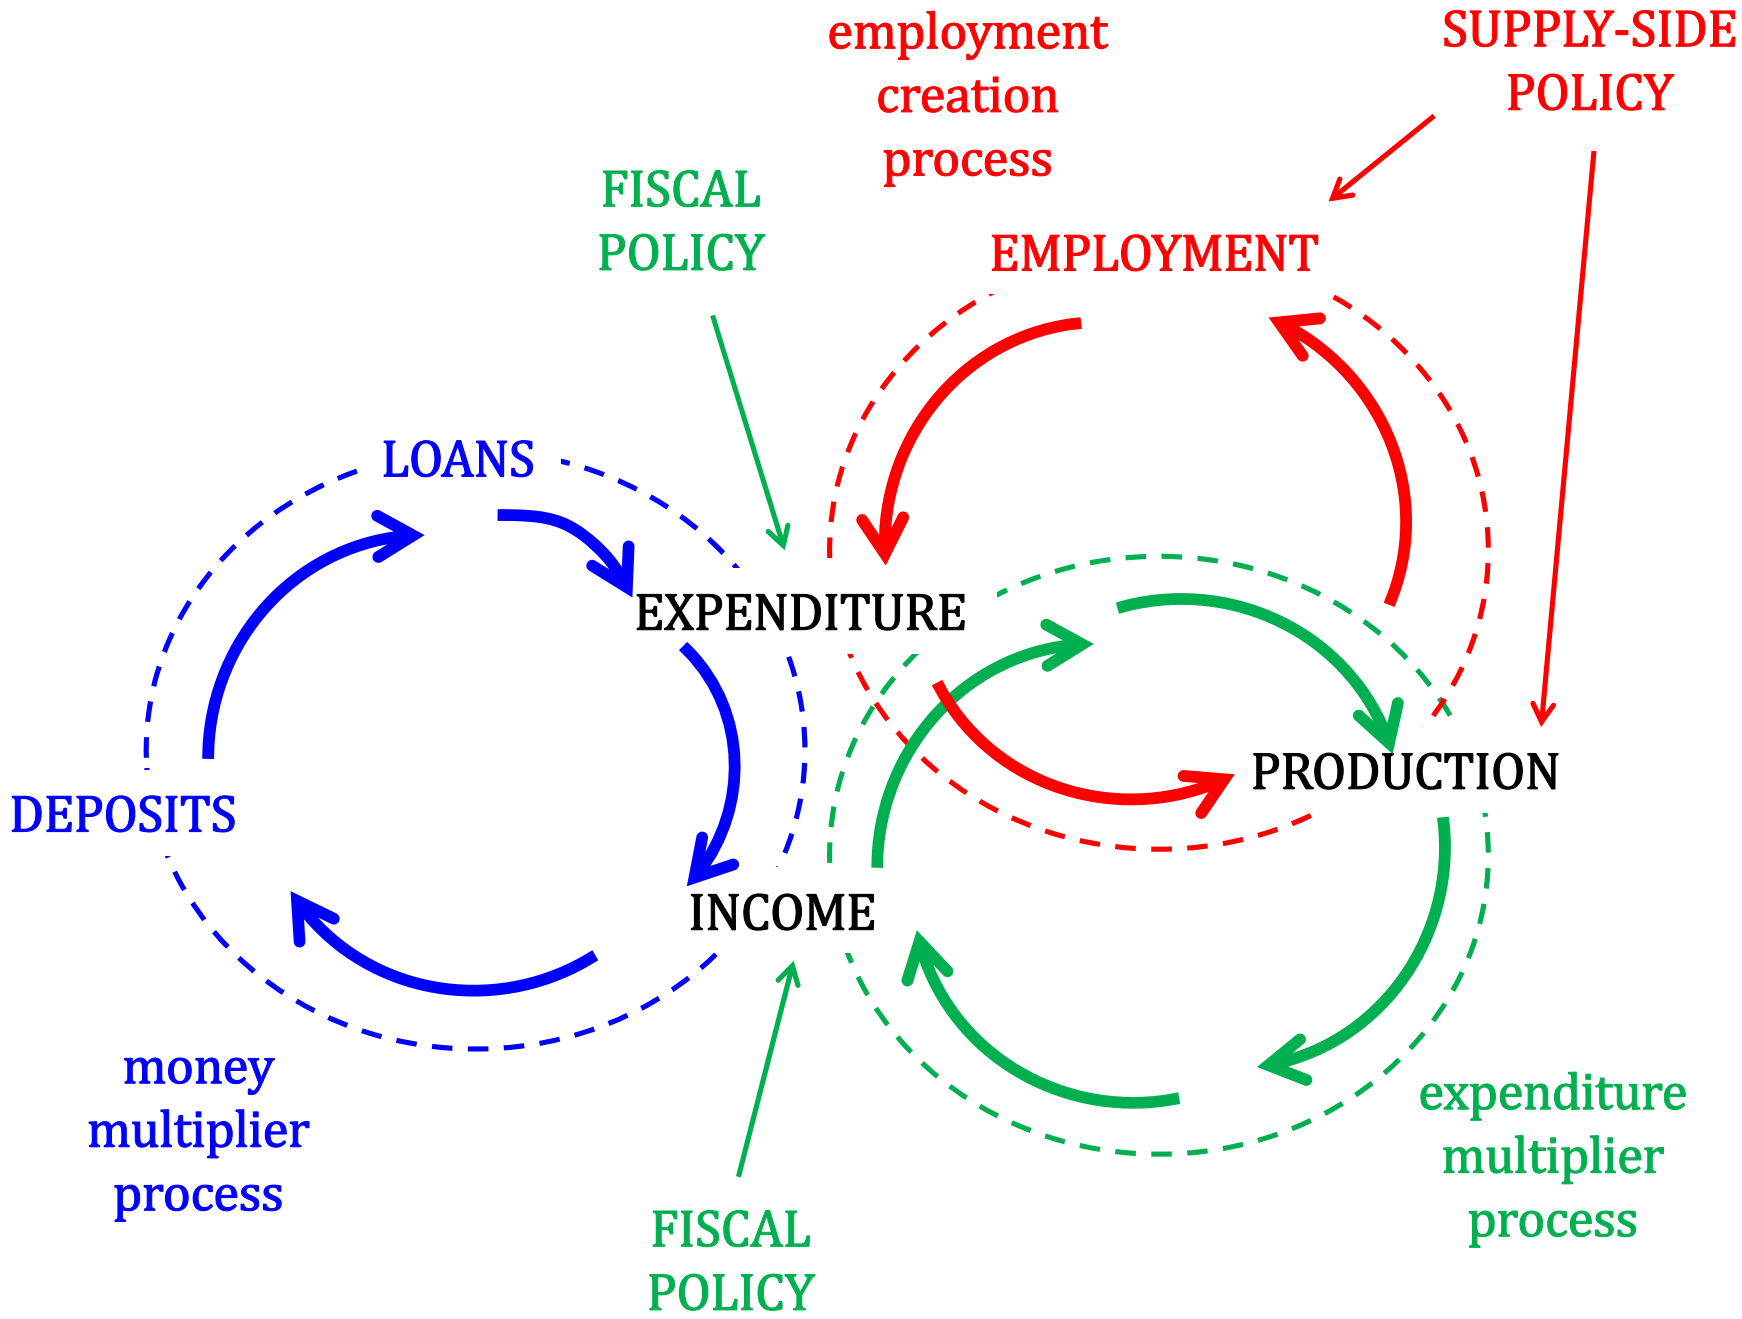 employment
creation
process
SUPPLY-SIDE
POLICY
FISCAL
POLICY
EMPLOYMENT
LOANS
EXPENDITURE
PRODUCTION
DEPOSITS
INCOME
money
multiplier
process
expenditure
multiplier
process
FISCAL
POLICY